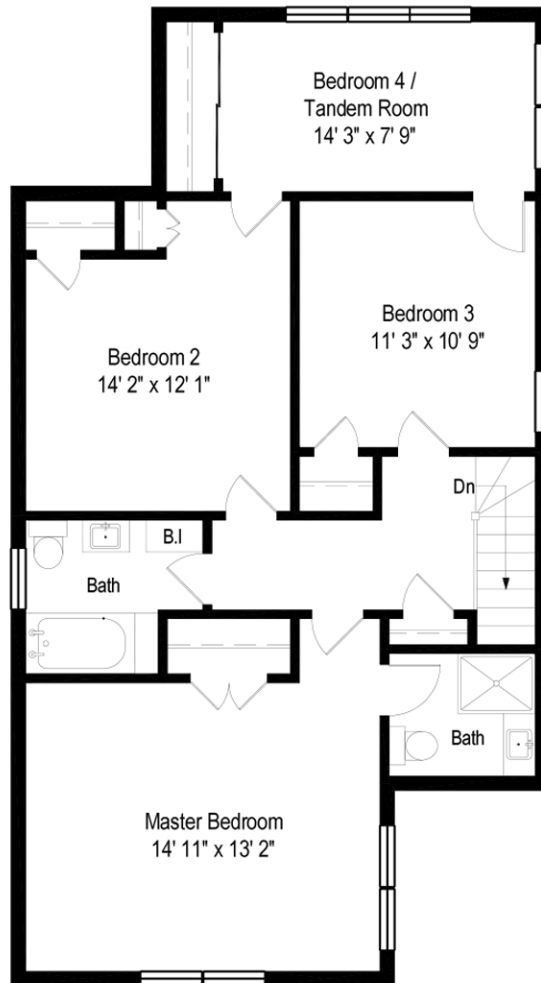 Bedroom 4 /
Tandem Room
14' 3" x 7' 9"
Bedroom 3
11' 3" x 10' 9"
Bedroom 2
14' 2" x 12' 1"
Dn
B.I
Bath
Bath
Master Bedroom
14' 11" x 13' 2"